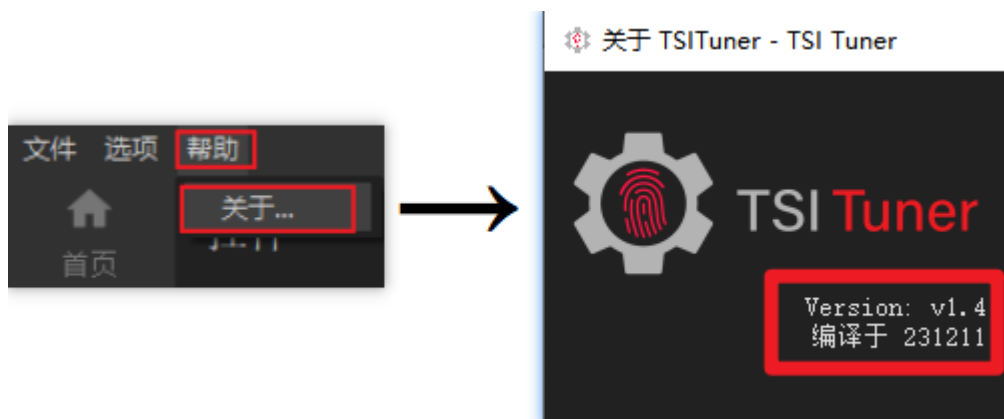 文件 选项 帮助
关于...
首页
关于 TSITuner - TSI Tuner
TSI Tuner
Version: v1.4
编译于 231211